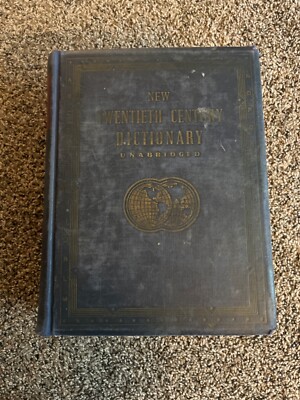 NEW
TWENTIETH CENTURY
DICTIONARY
UNABRIDGED